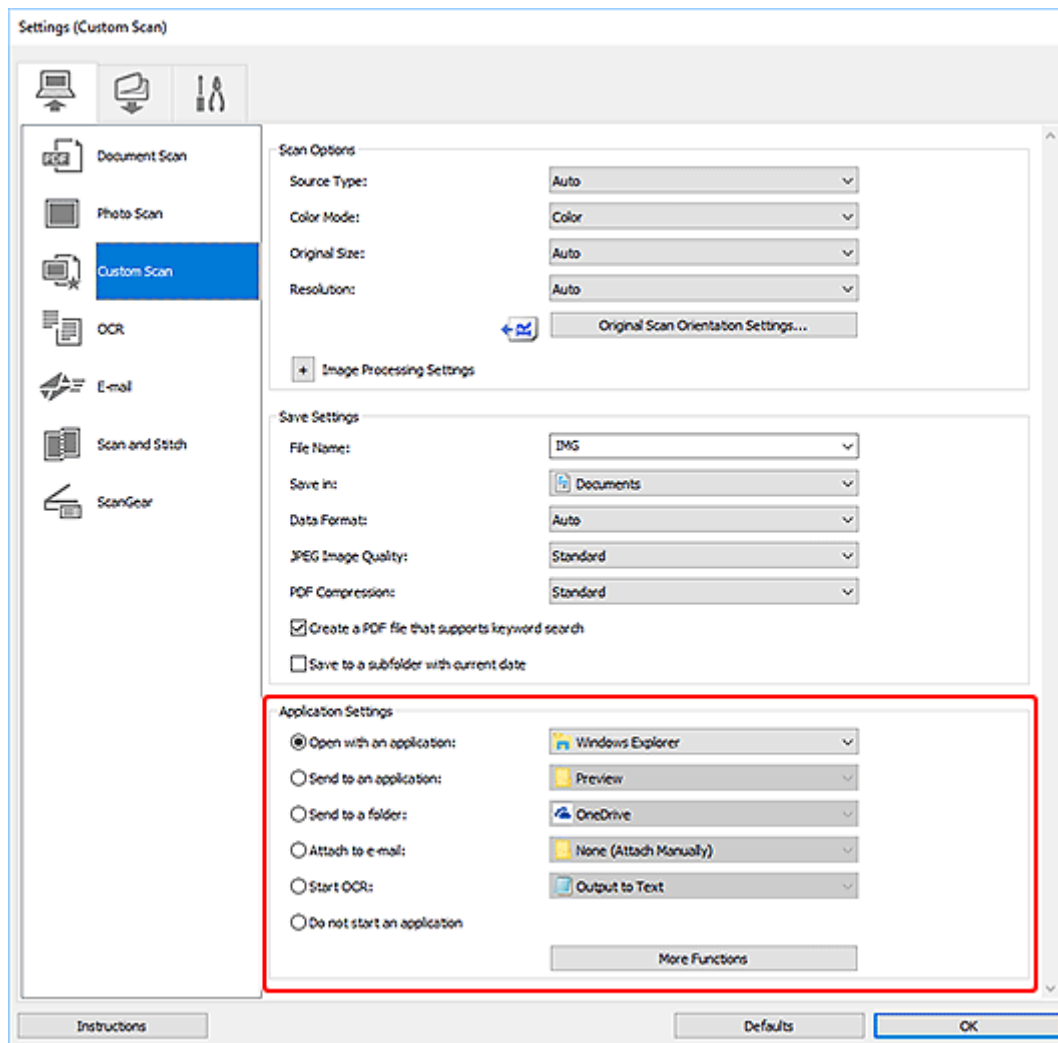 Settings (Custom Scan)
PDF
Document Scan
Photo Scan
Custom Scan
OCR
E-mail
Scan and Stitch
ScanGear
Scan Options
Source Type: Auto
Color Mode: Color
Original Size: Auto
Resolution: Auto
R Original Scan Orientation Settings...
+ Image Processing Settings
Save Settings
File Name: IMG
Save in: Documents
Data Format: Auto
JPEG Image Quality: Standard
PDF Compression: Standard
Create a PDF file that supports keyword search
Save to a subfolder with current date
Application Settings
Open with an application: Windows Explorer
Send to an application: Preview
Send to a folder: OneDrive
Attach to e-mail: None (Attach Manually)
Start OCR: Output to Text
Do not start an application
More Functions
Instructions Defaults OK